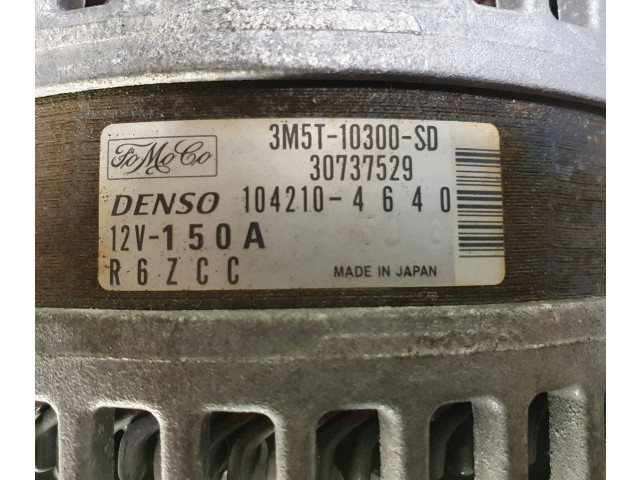 FoMoCo
3M5T-10300-SD
30737529
DENSO 104210-4640
12V-150A
R6ZCC MADE IN JAPAN